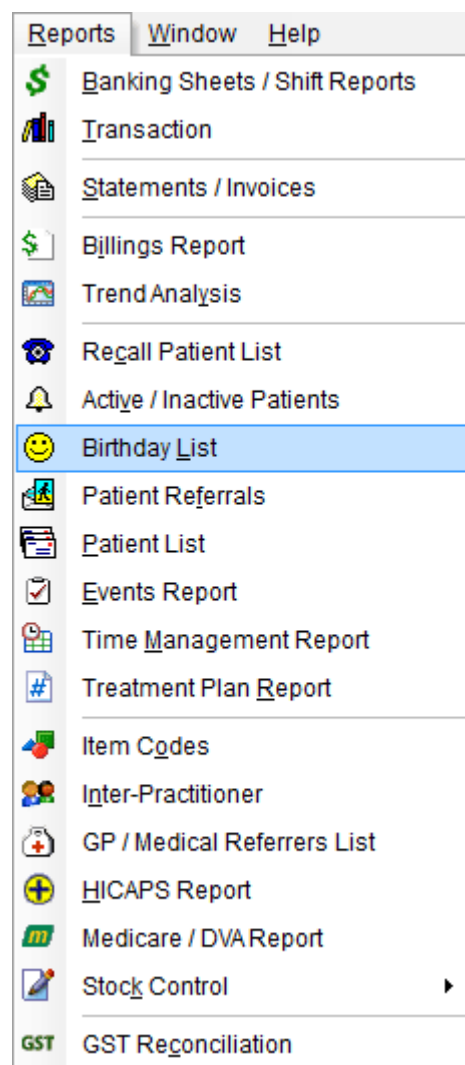 Reports Window Help
Banking Sheets / Shift Reports
Transaction
Statements / Invoices
Billings Report
Trend Analysis
Recall Patient List
Active / Inactive Patients
Birthday List
Patient Referrals
Patient List
Events Report
Time Management Report
# Treatment Plan Report
Item Codes
Inter-Practitioner
GP / Medical Referrers List
HICAPS Report
m Medicare / DVA Report
Stock Control
GST GST Reconciliation